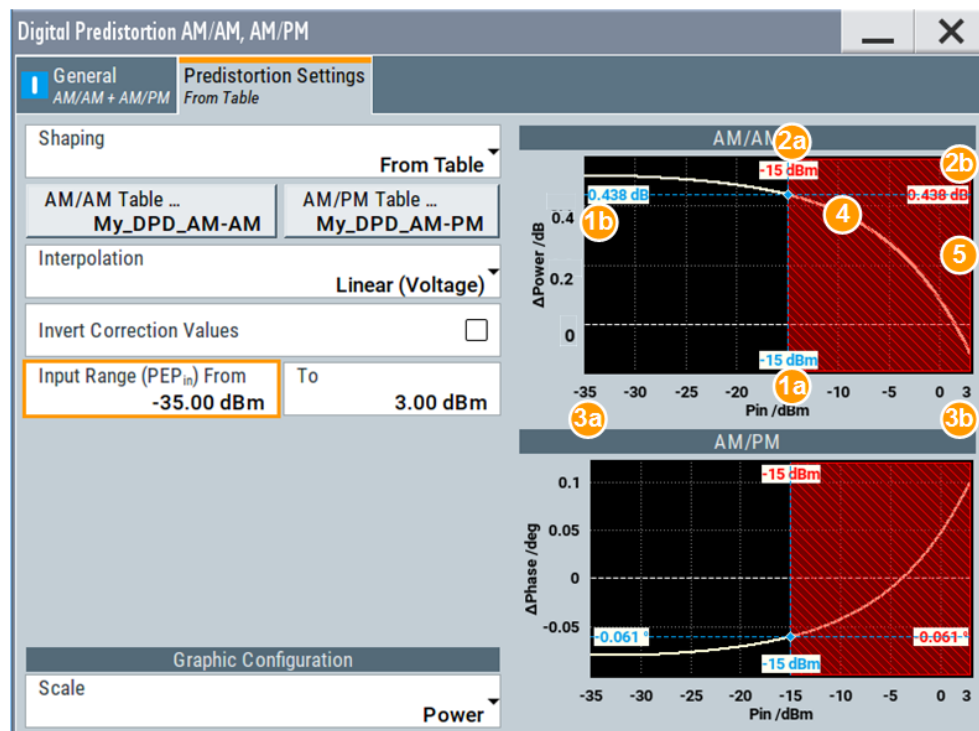 Digital Predistortion AM/AM, AM/PM
General
AM/AM + AM/PM
Predistortion Settings
From Table
Shaping
From Table
AM/AM Table ...
My_DPD_AM-AM
AM/PM Table ...
My_DPD_AM-PM
Interpolation
Linear (Voltage)
Invert Correction Values
Input Range (PEPin) From
-35.00 dBm
To
3.00 dBm
Graphic Configuration
Scale
Power
AM/AM
2a
2b
-15 dBm
0.438 dB
0.438 dB
1b
4
5
0.4
0.2
0
ΔPower /dB
-15 dBm
1a
-35 -30 -25 -20 -15 -10 -5 0 3
Pin /dBm
3a
3b
AM/PM
-15 dBm
0.1
0.05
0
-0.05
ΔPhase /deg
-0.061 °
-0.061 °
-15 dBm
-35 -30 -25 -20 -15 -10 -5 0 3
Pin /dBm